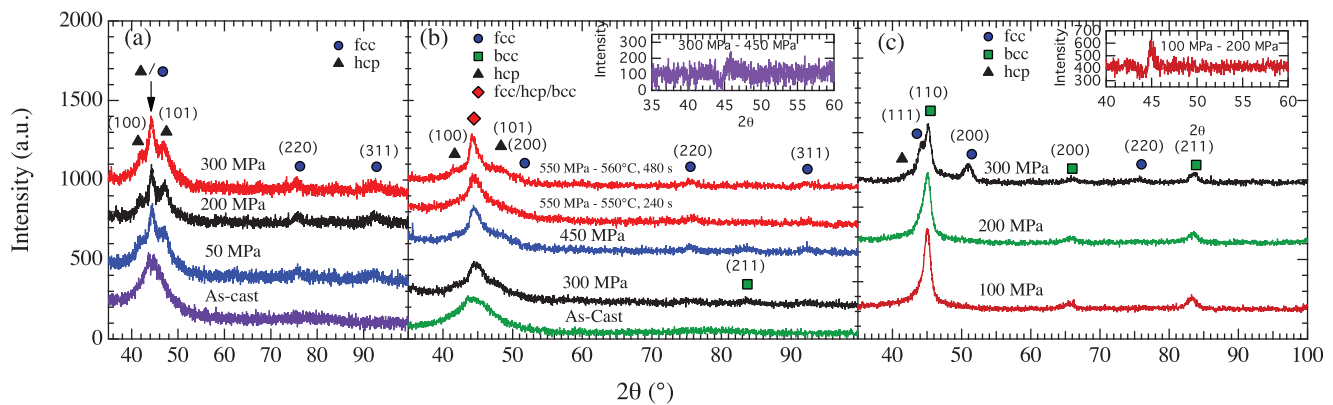 Intensity (a.u.)
2000
1500
1000
500
0
(a)
fcc
hcp
/
(100)
(101)
(220)
(311)
300 MPa
200 MPa
50 MPa
As-cast
40 50 60 70 80 90
(b)
fcc
bcc
hcp
fcc/hcp/bcc
Intensity
300
200
100
0
300 MPa - 450 MPa
35 40 45 50 55 60
2θ
(100)
(101)
(200)
(220)
(311)
550 MPa - 560°C, 480 s
550 MPa - 550°C, 240 s
450 MPa
300 MPa
(211)
As-Cast
40 50 60 70 80 90
(c)
fcc
bcc
hcp
Intensity
700
600
500
400
300
100 MPa - 200 MPa
40 45 50 55 60
2θ
(110)
(111)
(200)
(200)
(220)
(211)
300 MPa
200 MPa
100 MPa
40 50 60 70 80 90 100
2θ (°)